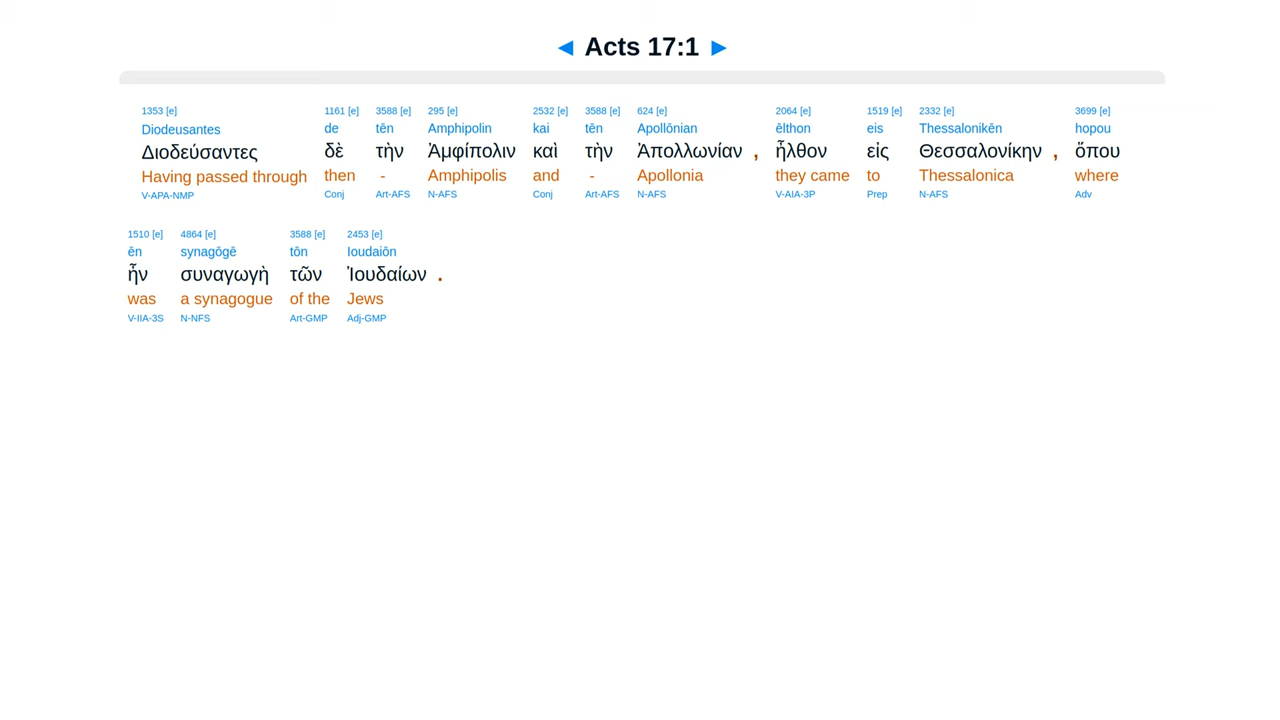 ◄ Acts 17:1 ►
1353 [e] 1161 [e] 3588 [e] 295 [e] 2532 [e] 3588 [e] 624 [e] 2064 [e] 1519 [e] 2332 [e] 3699 [e]
Diodeusantes de tēn Amphipolin kai tēn Apollōnian ēlthon eis Thessalonikēn hopou
Διοδεύσαντες δὲ τὴν Ἀμφίπολιν καὶ τὴν Ἀπολλωνίαν , ἦλθον εἰς Θεσσαλονίκην , ὅπου
Having passed through then - Amphipolis and - Apollonia they came to Thessalonica where
V-APA-NMP Conj Art-AFS N-AFS Conj Art-AFS N-AFS V-AIA-3P Prep N-AFS Adv
1510 [e] 4864 [e] 3588 [e] 2453 [e]
ēn synagōgē tōn Ioudaiōn
ἦν συναγωγὴ τῶν Ἰουδαίων .
was a synagogue of the Jews
V-IIA-3S N-NFS Art-GMP Adj-GMP